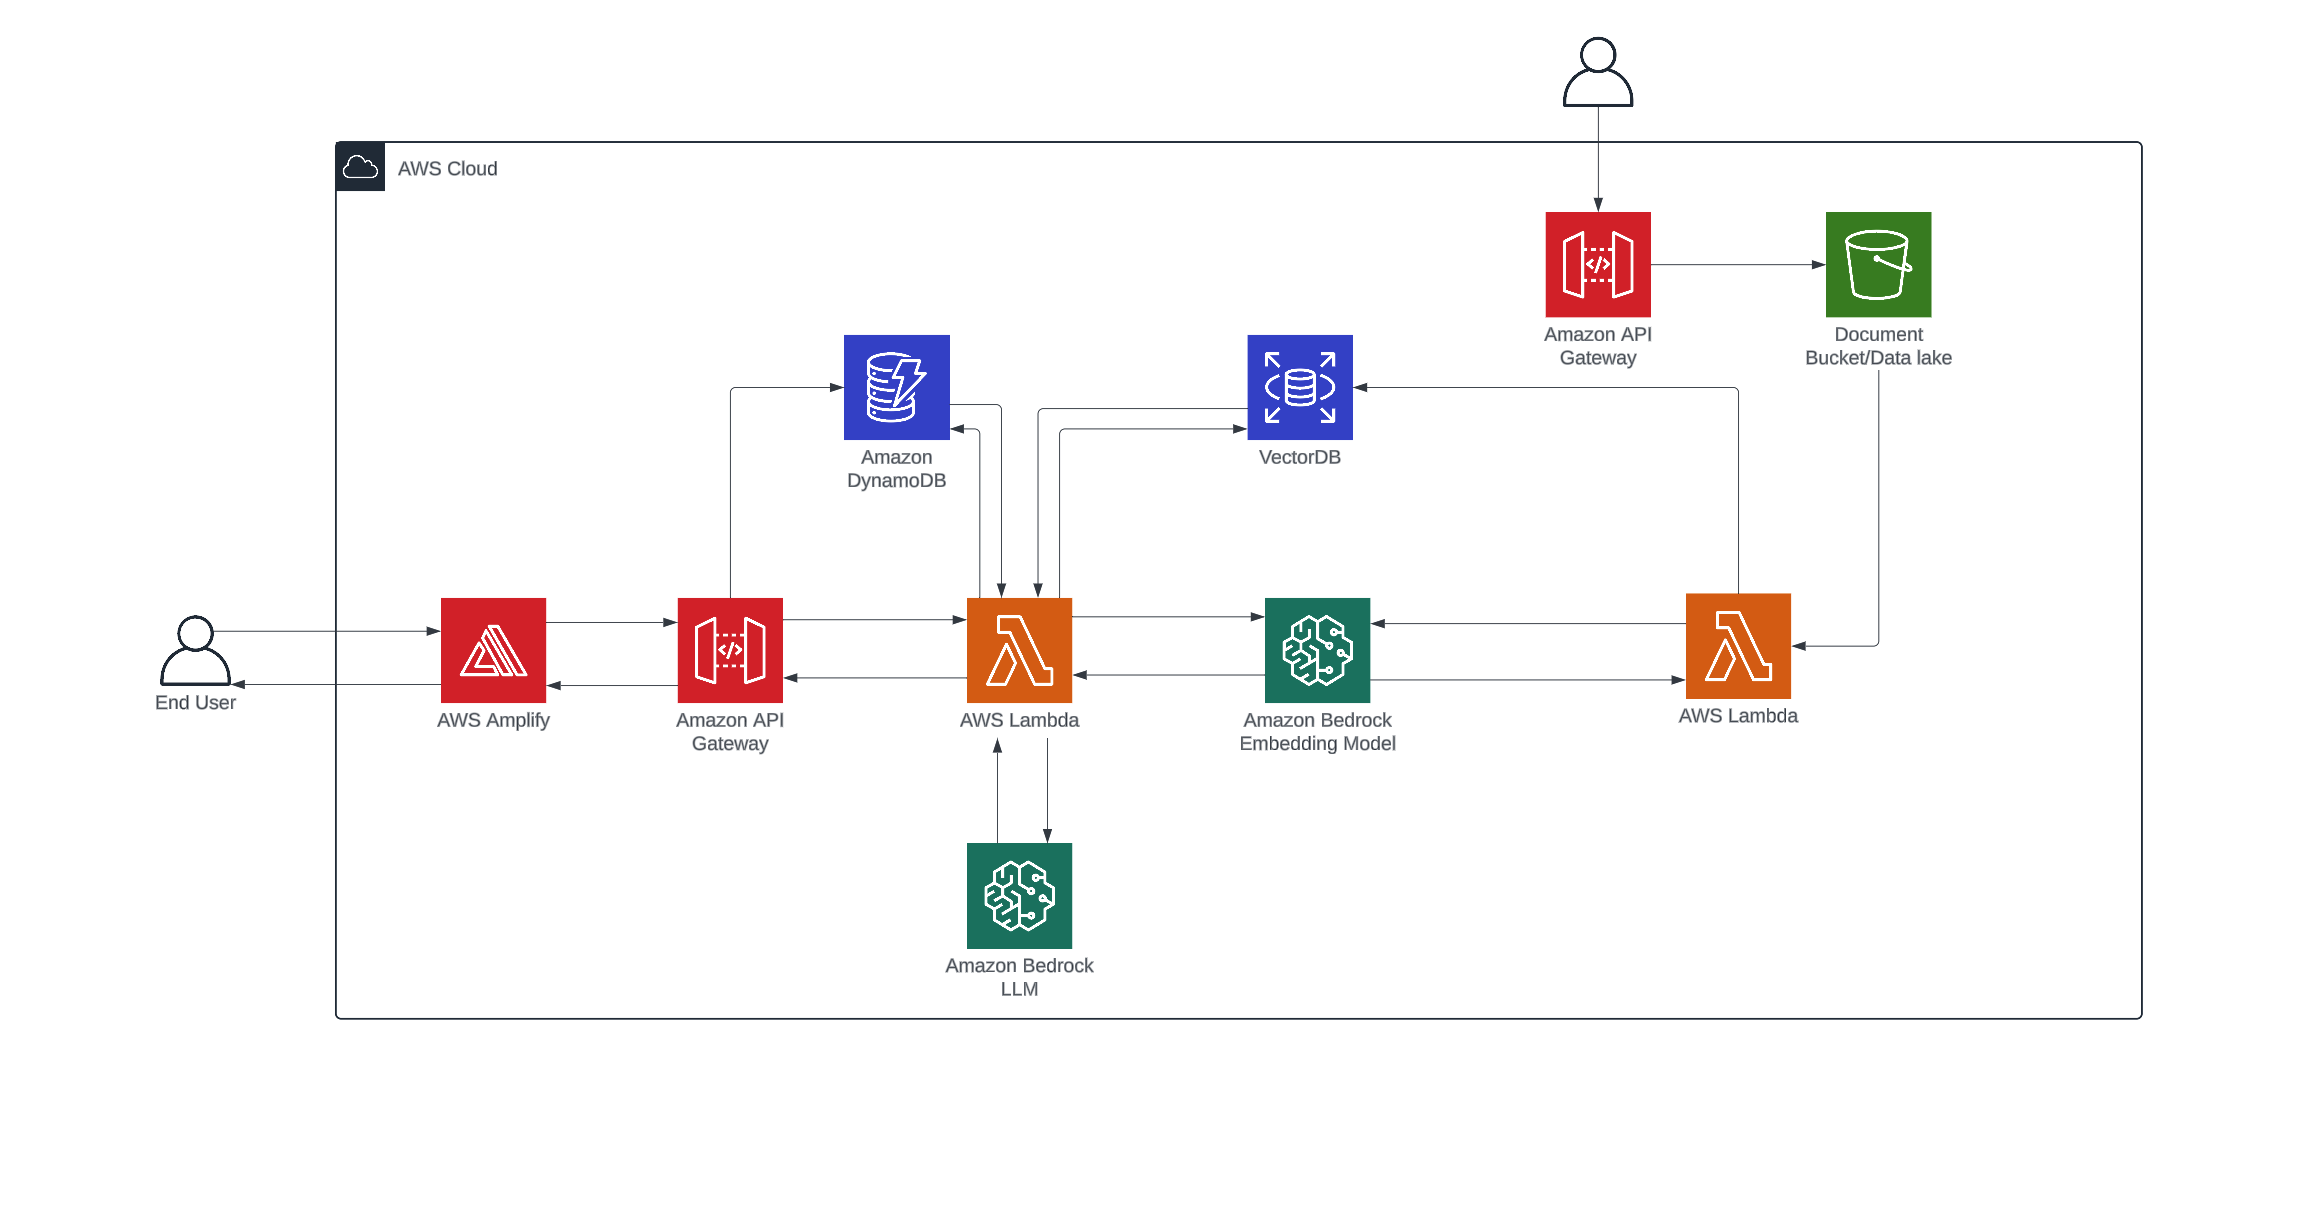 AWS Cloud
Amazon API
Gateway
Document
Bucket/Data lake
Amazon
DynamoDB
VectorDB
End User
AWS Amplify
Amazon API
Gateway
AWS Lambda
Amazon Bedrock
Embedding Model
AWS Lambda
Amazon Bedrock
LLM